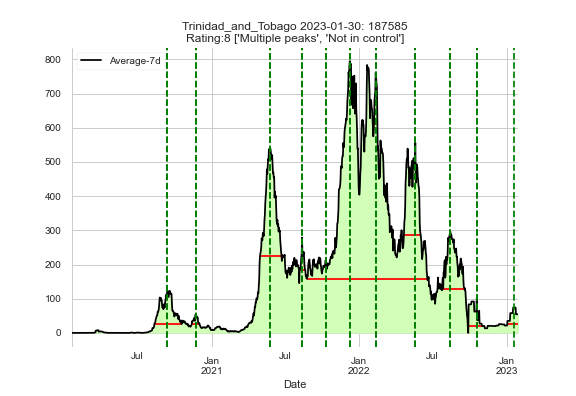 Trinidad_and_Tobago 2023-01-30: 187585
Rating:8 ['Multiple peaks', 'Not in control']
Average-7d
800
700
600
500
400
300
200
100
0
Jul
Jan
2021
Jul
Jan
2022
Jul
Jan
2023
Date